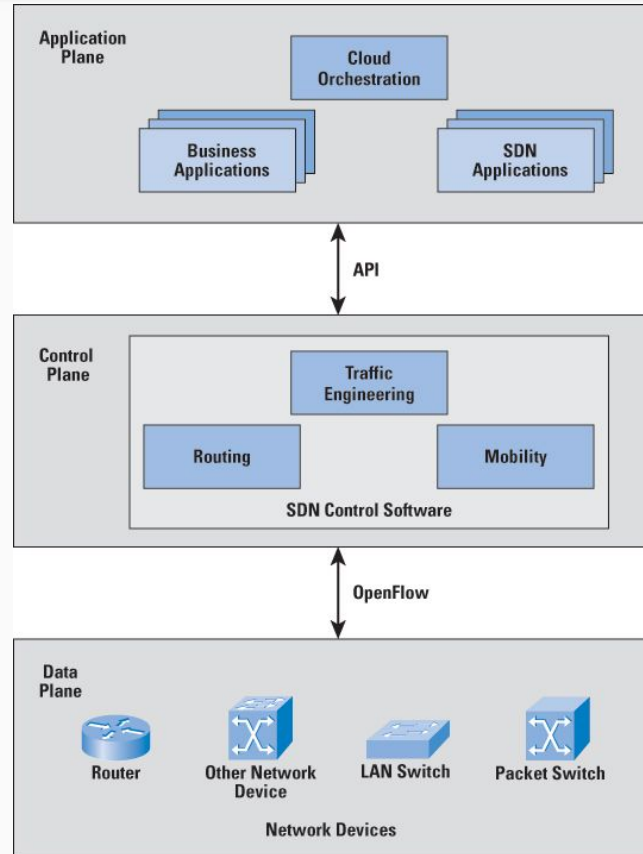 Application
Plane
Cloud
Orchestration
Business
Applications
SDN
Applications
API
Control
Plane
Traffic
Engineering
Routing
Mobility
SDN Control Software
OpenFlow
Data
Plane
Router
Other Network
Device
LAN Switch
Packet Switch
Network Devices